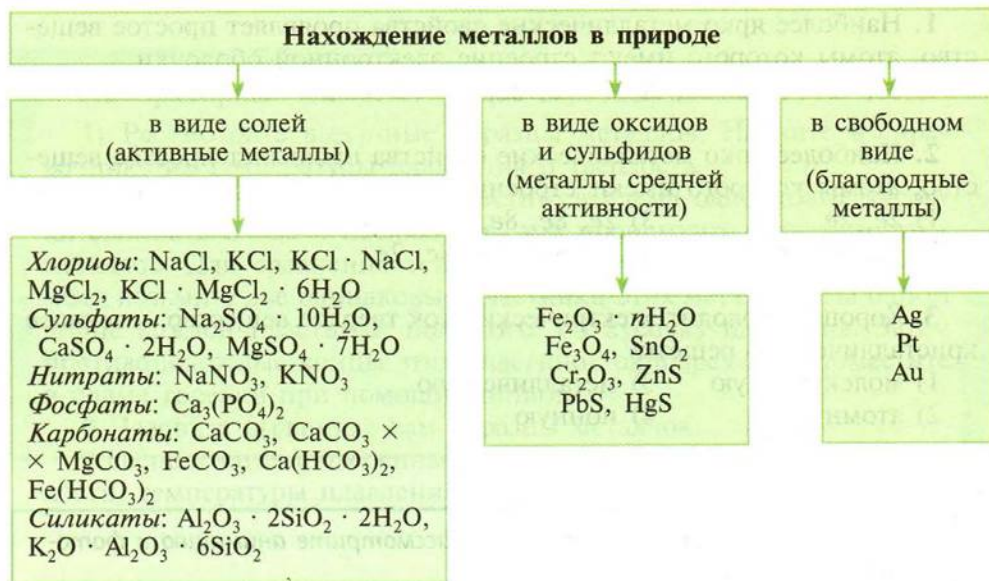 Нахождение металлов в природе
в виде солей
(активные металлы)
Хлориды: NaCl, KCl, KCl · NaCl,
MgCl₂, KCl · MgCl₂ · 6H₂O
Сульфаты: Na₂SO₄ · 10H₂O,
CaSO₄ · 2H₂O, MgSO₄ · 7H₂O
Нитраты: NaNO₃, KNO₃
Фосфаты: Ca₃(PO₄)₂
Карбонаты: CaCO₃, CaCO₃ ×
× MgCO₃, FeCO₃, Ca(HCO₃)₂,
Fe(HCO₃)₂
Силикаты: Al₂O₃ · 2SiO₂ · 2H₂O,
K₂O · Al₂O₃ · 6SiO₂
в виде оксидов
и сульфидов
(металлы средней
активности)
Fe₂O₃ · nH₂O
Fe₃O₄, SnO₂
Cr₂O₃, ZnS
PbS, HgS
в свободном
виде
(благородные
металлы)
Ag
Pt
Au